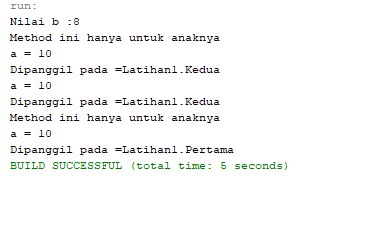 run:
Nilai b :8
Method ini hanya untuk anaknya
a = 10
Dipanggil pada =Latihan1.Kedua
a = 10
Dipanggil pada =Latihan1.Kedua
Method ini hanya untuk anaknya
a = 10
Dipanggil pada =Latihan1.Pertama
BUILD SUCCESSFUL (total time: 5 seconds)